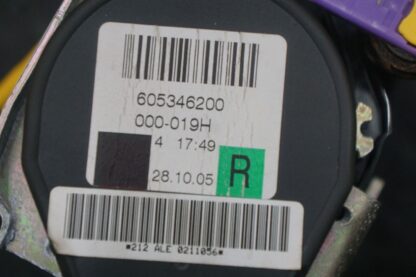 605346200
000-019H
4 17:49
28.10.05 R
*212 ALE 0211056*